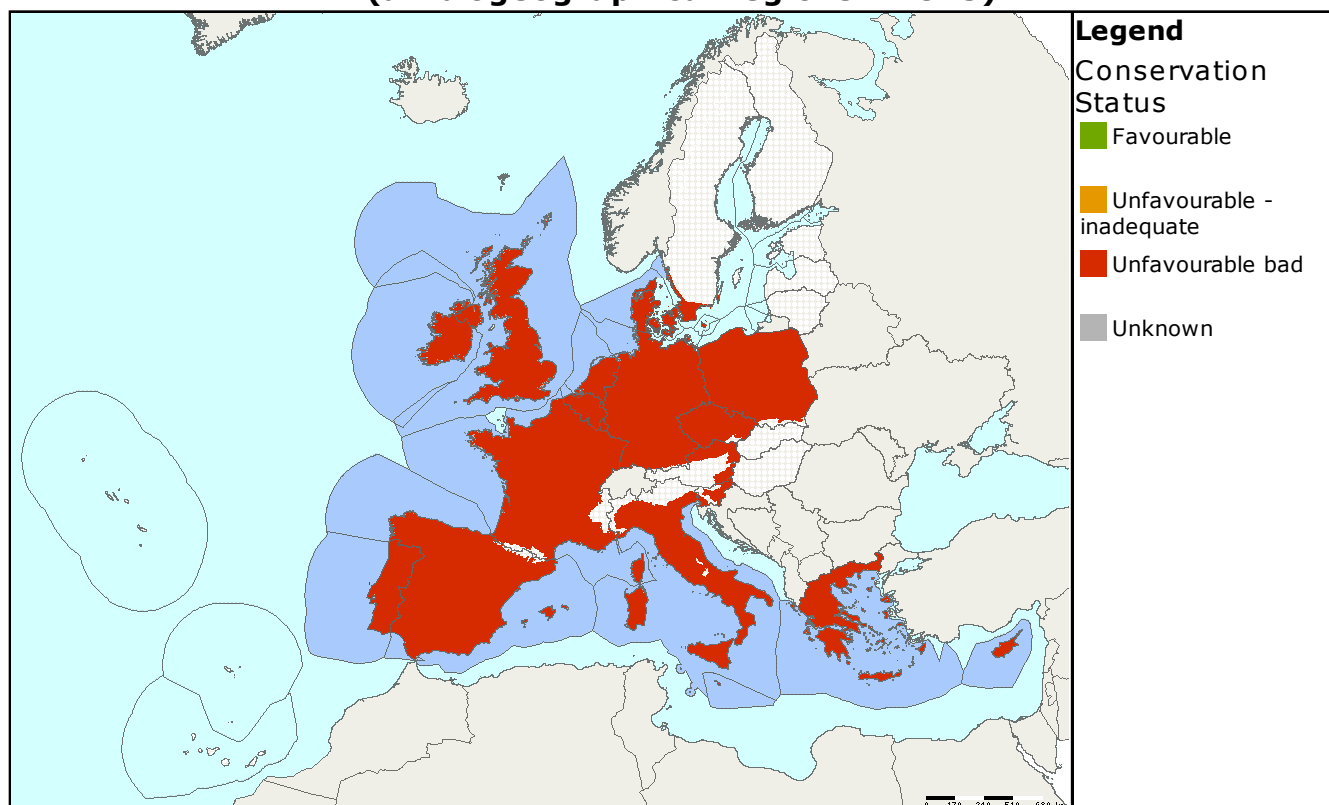 Legend
Conservation
Status
Favourable
Unfavourable -
inadequate
Unfavourable bad
Unknown